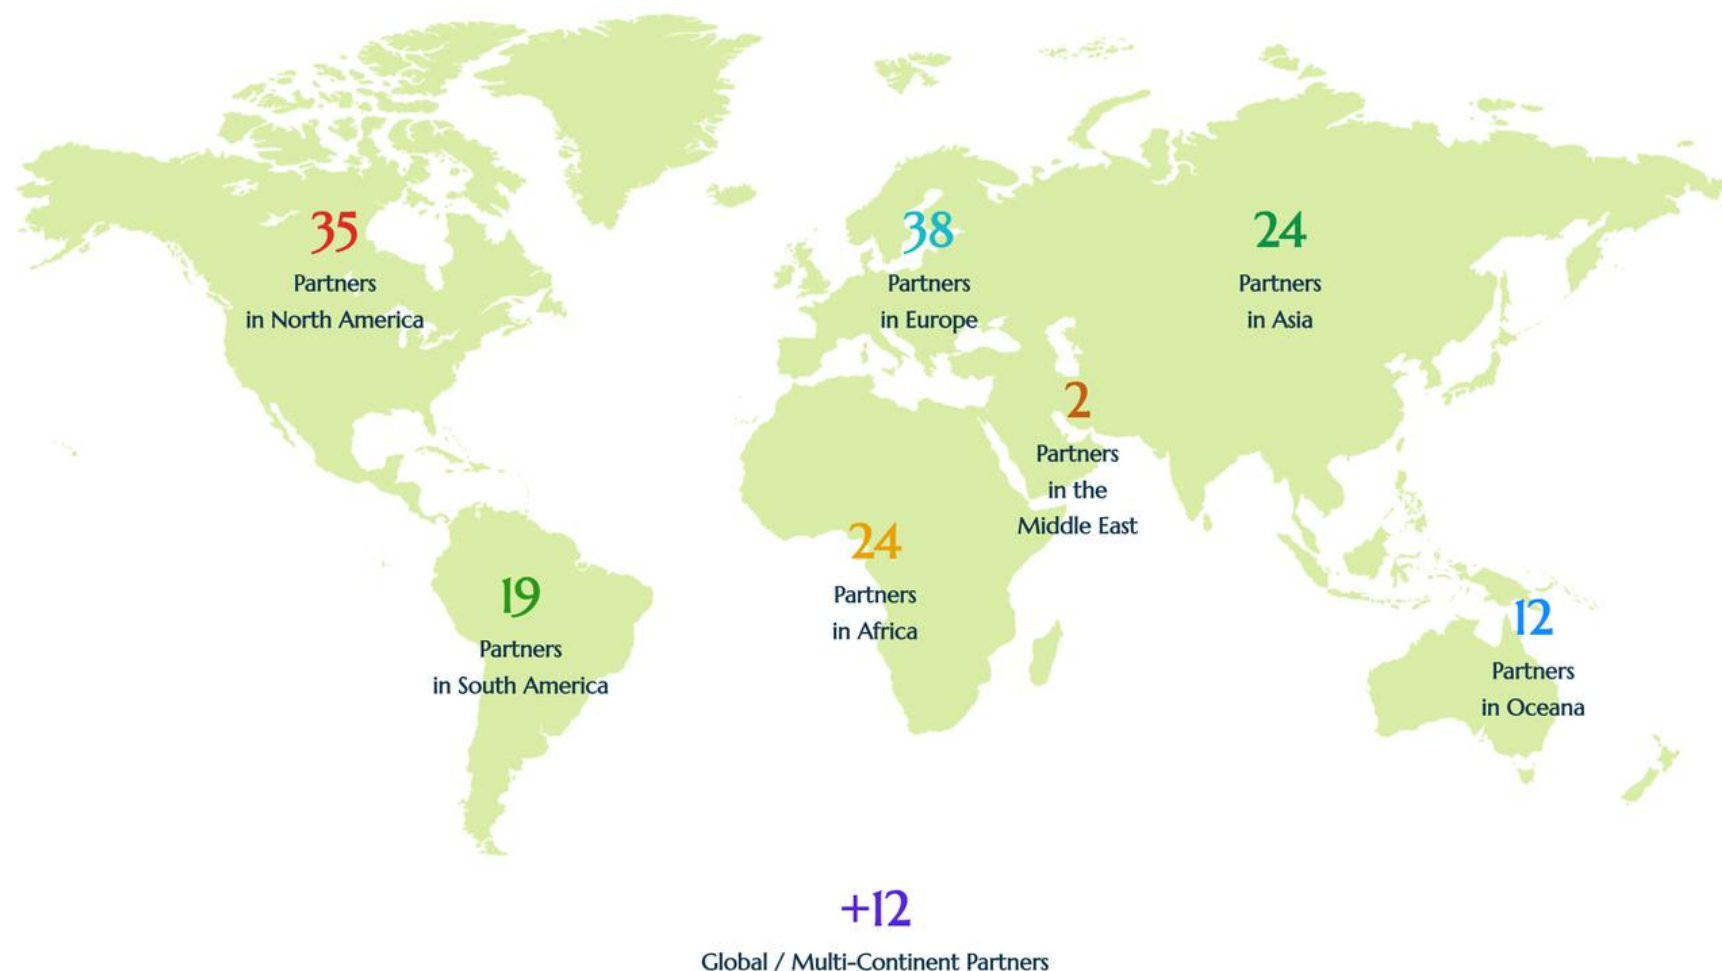 35
Partners
in North America
38
Partners
in Europe
24
Partners
in Asia
2
Partners
in the
Middle East
24
Partners
in Africa
19
Partners
in South America
12
Partners
in Oceana
+12
Global / Multi-Continent Partners